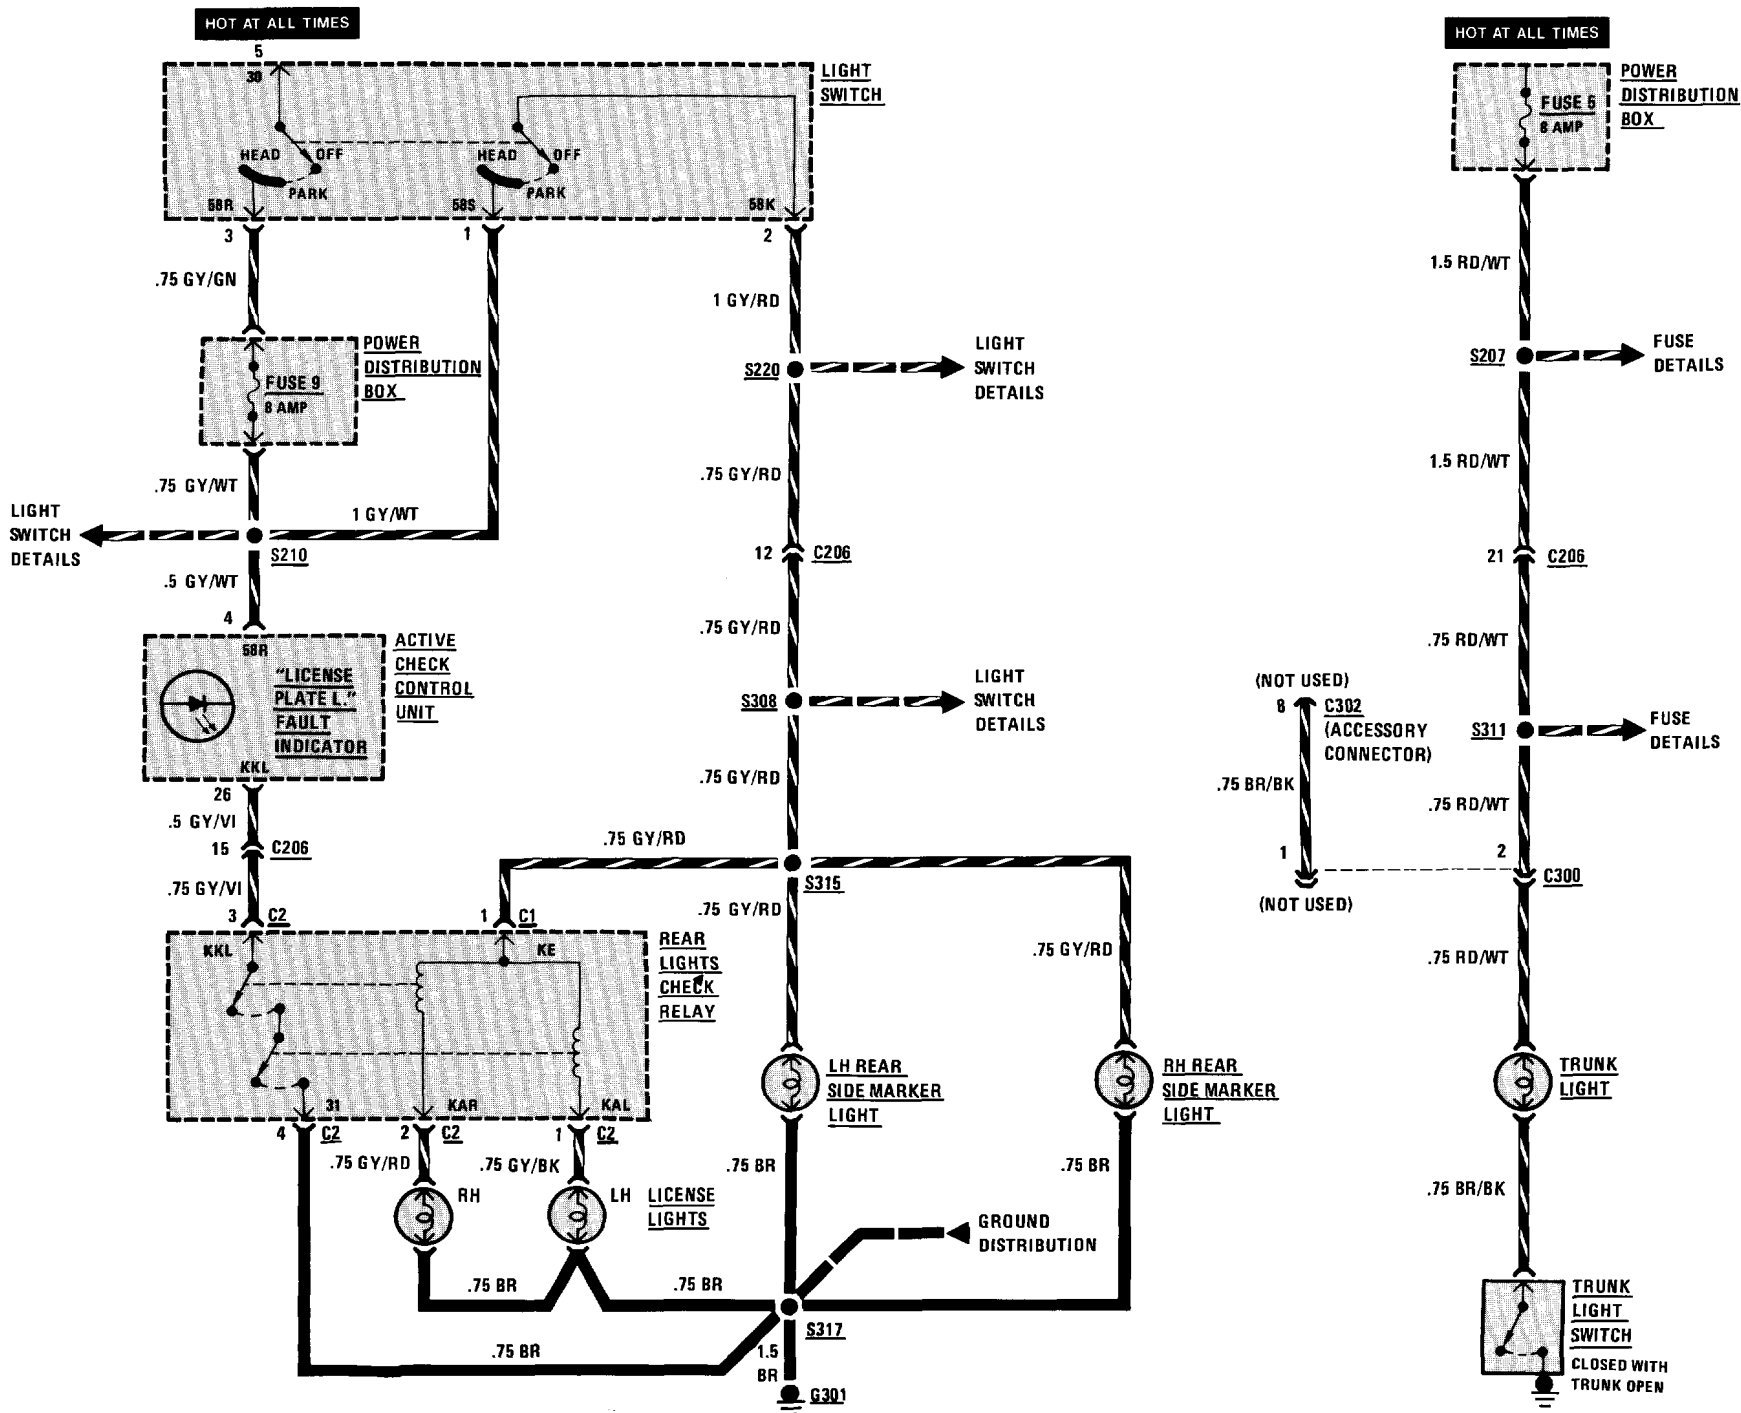 HOT AT ALL TIMES
5
30
LIGHT
SWITCH
HEAD
OFF
PARK
HEAD
OFF
PARK
58R
58S
58K
3
1
2
.75 GY/GN
1 GY/RD
POWER
DISTRIBUTION
BOX
FUSE 9
8 AMP
S220
LIGHT
SWITCH
DETAILS
.75 GY/WT
.75 GY/RD
LIGHT
SWITCH
DETAILS
1 GY/WT
S210
.5 GY/WT
12
C206
4
58R
ACTIVE
CHECK
CONTROL
UNIT
"LICENSE
PLATE L."
FAULT
INDICATOR
KKL
.75 GY/RD
S308
LIGHT
SWITCH
DETAILS
.75 GY/RD
26
.5 GY/VI
15
C206
.75 GY/VI
.75 GY/RD
S315
3
C2
1
C1
.75 GY/RD
.75 GY/RD
KKL
KE
REAR
LIGHTS
CHECK
RELAY
31
KAR
KAL
LH REAR
SIDE MARKER
LIGHT
RH REAR
SIDE MARKER
LIGHT
4
C2
2
C2
1
C2
.75 GY/RD
.75 GY/BK
.75 BR
.75 BR
RH
LH
LICENSE
LIGHTS
GROUND
DISTRIBUTION
.75 BR
.75 BR
S317
.75 BR
1.5
BR
G301
HOT AT ALL TIMES
POWER
DISTRIBUTION
BOX
FUSE 5
8 AMP
1.5 RD/WT
S207
FUSE
DETAILS
1.5 RD/WT
21
C206
.75 RD/WT
(NOT USED)
8
C302
(ACCESSORY
CONNECTOR)
S311
FUSE
DETAILS
.75 BR/BK
.75 RD/WT
1
2
C300
(NOT USED)
.75 RD/WT
TRUNK
LIGHT
.75 BR/BK
TRUNK
LIGHT
SWITCH
CLOSED WITH
TRUNK OPEN